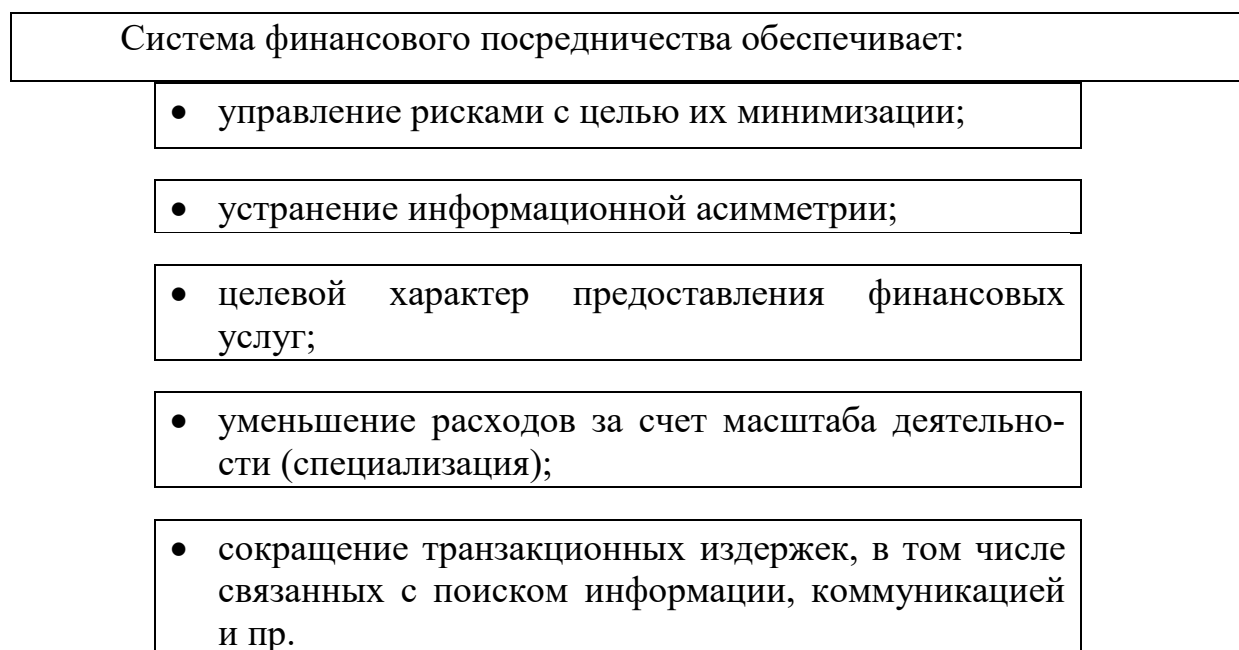 Система финансового посредничества обеспечивает:
• управление рисками с целью их минимизации;
• устранение информационной асимметрии;
• целевой характер предоставления финансовых
услуг;
• уменьшение расходов за счет масштаба деятельно-
сти (специализация);
• сокращение транзакционных издержек, в том числе
связанных с поиском информации, коммуникацией
и пр.